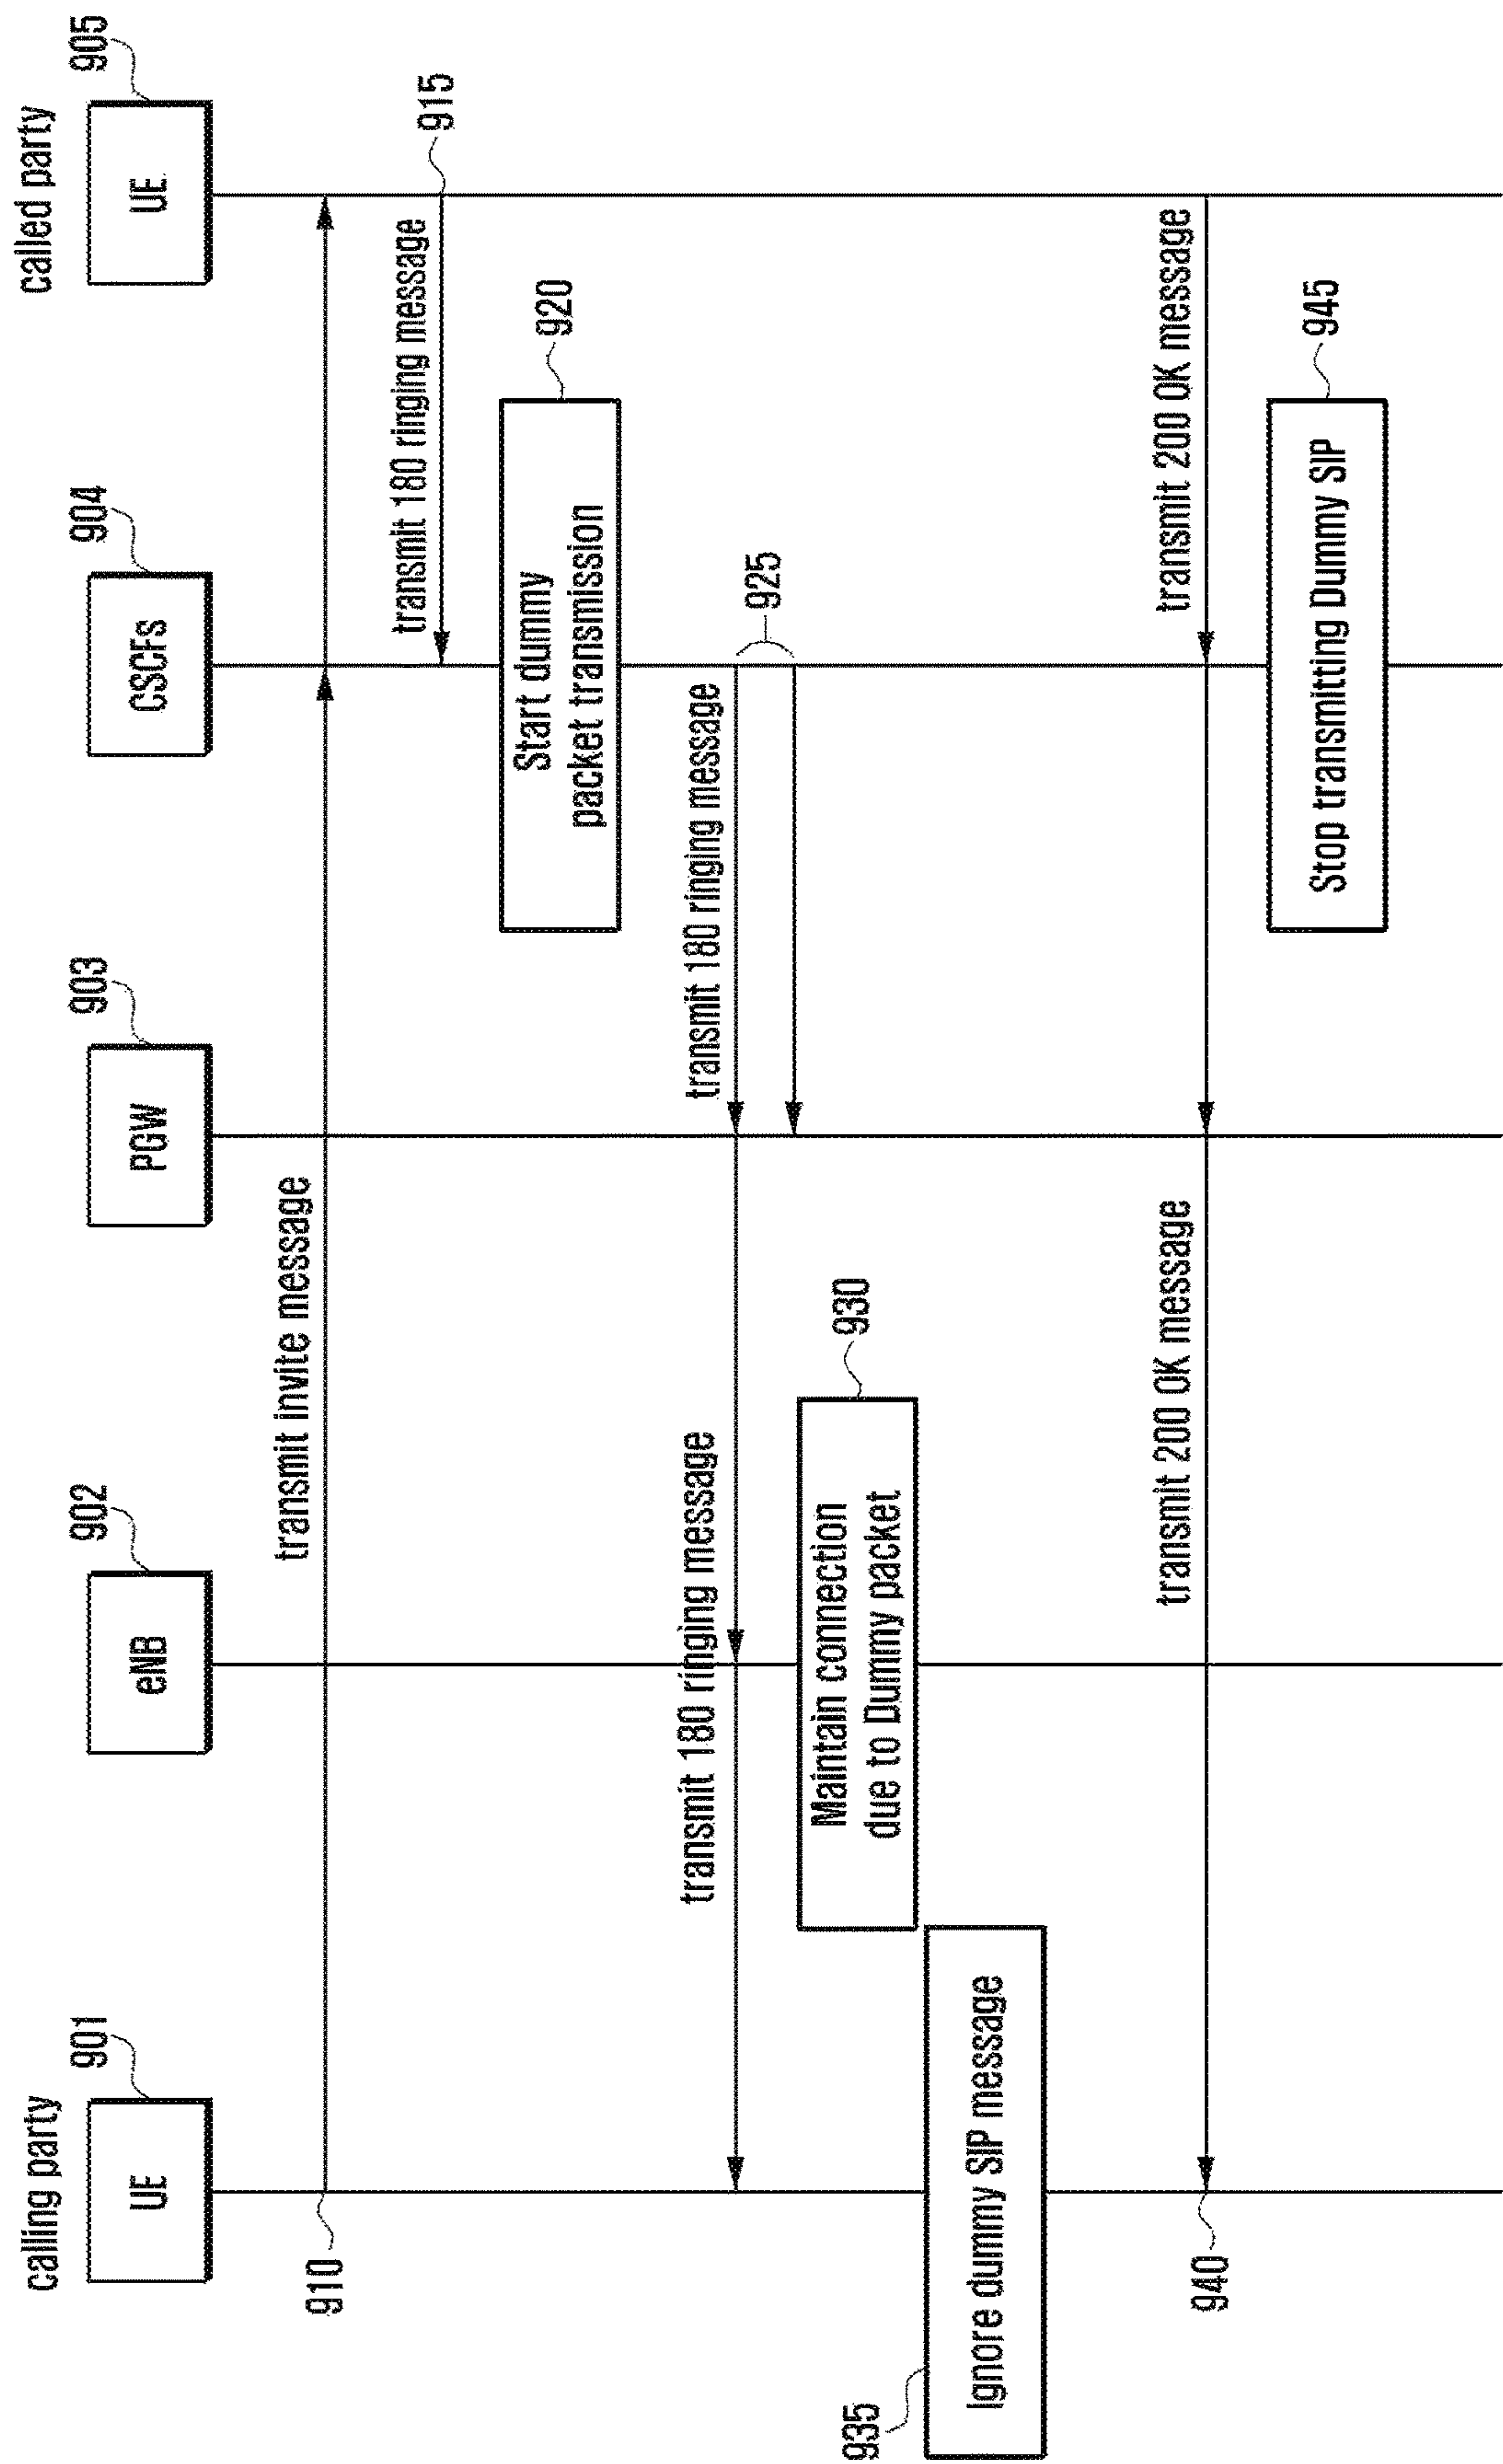 calling party
called party
901
902
903
904
905
UE
eNB
PGW
CSCFs
UE
910
transmit invite message
transmit 180 ringing message
915
Start dummy
packet transmission
920
transmit 180 ringing message
transmit 180 ringing message
925
Maintain connection
due to Dummy packet
930
935
Ignore dummy SIP message
940
transmit 200 OK message
transmit 200 OK message
Stop transmitting Dummy SIP
945